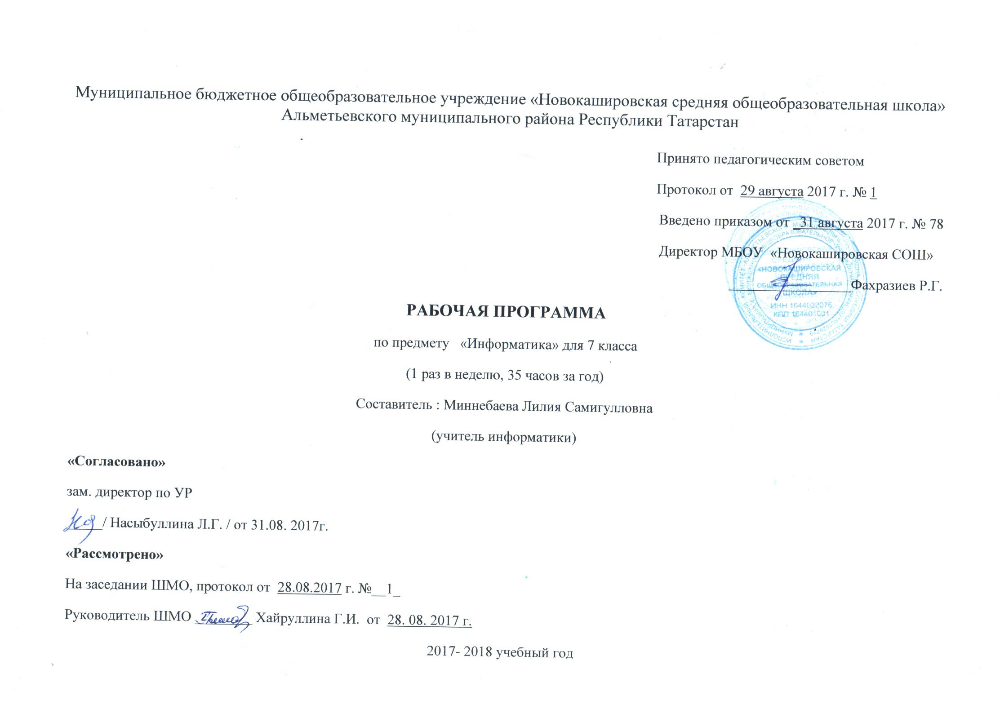 Муниципальное бюджетное общеобразовательное учреждение «Новокашировская средняя общеобразовательная школа»
Альметьевского муниципального района Республики Татарстан
Принято педагогическим советом
Протокол от 29 августа 2017 г. № 1
Введено приказом от _31 августа 2017 г. № 78
Директор МБОУ «Новокашировская СОШ»
Фахразиев Р.Г.
«НОВОКАШИРОВСКАЯ
СРЕДНЯЯ
ОБЩЕОБРАЗОВАТЕЛЬНАЯ
ШКОЛА»
ИНН 1644022076
КПП 164401001
РАБОЧАЯ ПРОГРАММА
по предмету «Информатика» для 7 класса
(1 раз в неделю, 35 часов за год)
Составитель : Миннебаева Лилия Самигулловна
(учитель информатики)
«Согласовано»
зам. директор по УР
/ Насыбуллина Л.Г. / от 31.08. 2017г.
«Рассмотрено»
На заседании ШМО, протокол от 28.08.2017 г. №__1_
Руководитель ШМО ________ Хайруллина Г.И. от 28. 08. 2017 г.
2017- 2018 учебный год